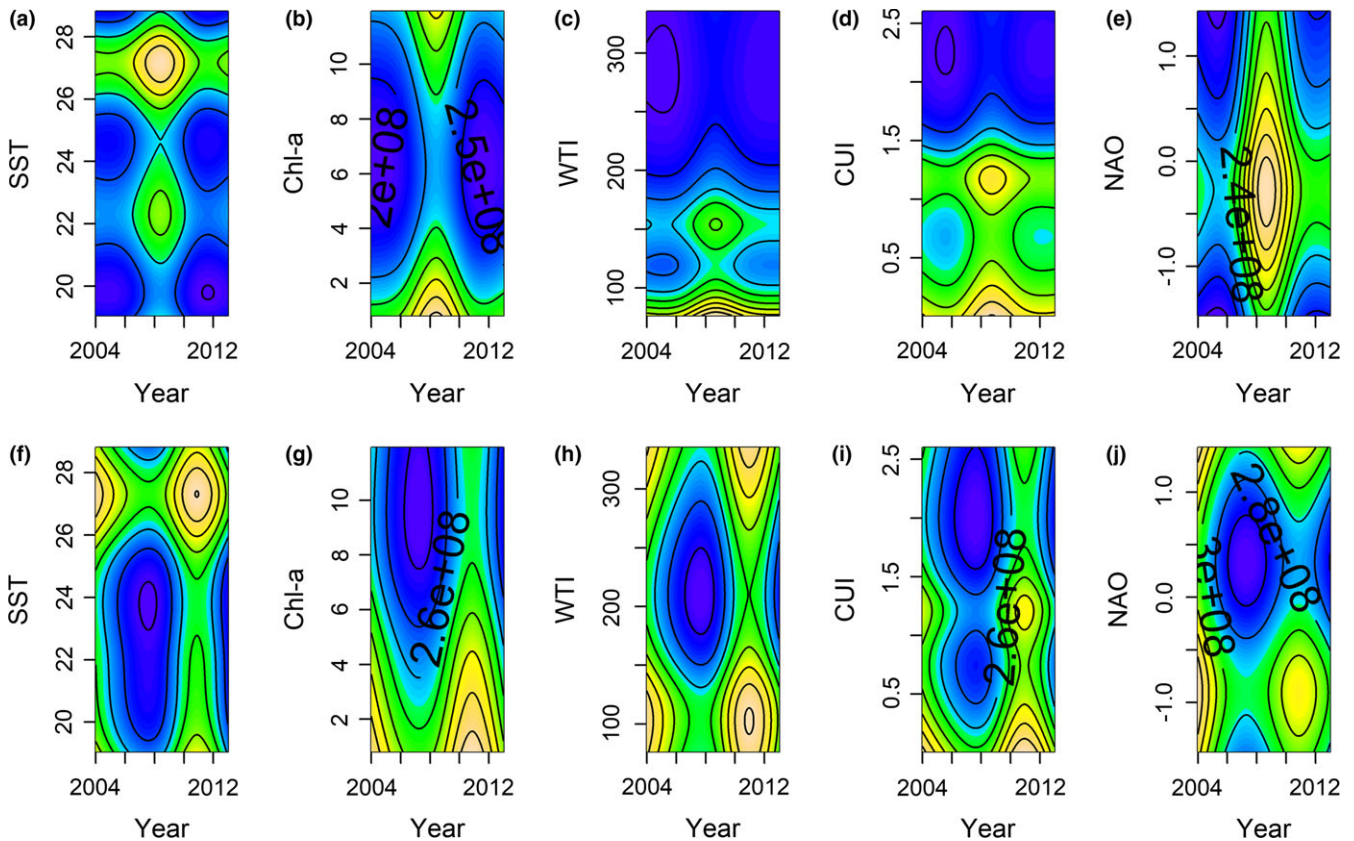 (a)
SST
20 22 24 26 28
2004 2012
Year
(b)
Chl-a
2 4 6 8 10
2e+08
2.5e+08
2004 2012
Year
(c)
WTI
100 200 300
2004 2012
Year
(d)
CUI
0.5 1.5 2.5
2004 2012
Year
(e)
NAO
-1.0 0.0 1.0
2.4e+08
2004 2012
Year
(f)
SST
20 22 24 26 28
2004 2012
Year
(g)
Chl-a
2 4 6 8 10
2.6e+08
2004 2012
Year
(h)
WTI
100 200 300
2004 2012
Year
(i)
CUI
0.5 1.5 2.5
2.6e+08
2004 2012
Year
(j)
NAO
-1.0 0.0 1.0
3e+08
2.8e+08
2004 2012
Year